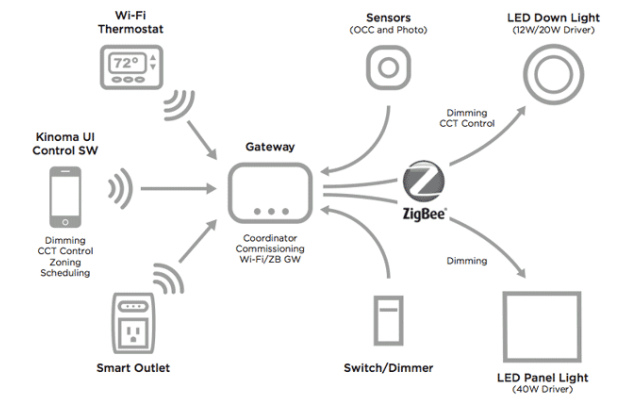 Wi-Fi
Thermostat
72°
Sensors
(OCC and Photo)
LED Down Light
(12W/20W Driver)
Kinoma UI
Control SW
Gateway
Dimming
CCT Control
Z
ZigBee®
Dimming
CCT Control
Zoning
Scheduling
Coordinator
Commissioning
Wi-Fi/ZB GW
Dimming
Smart Outlet
Switch/Dimmer
LED Panel Light
(40W Driver)